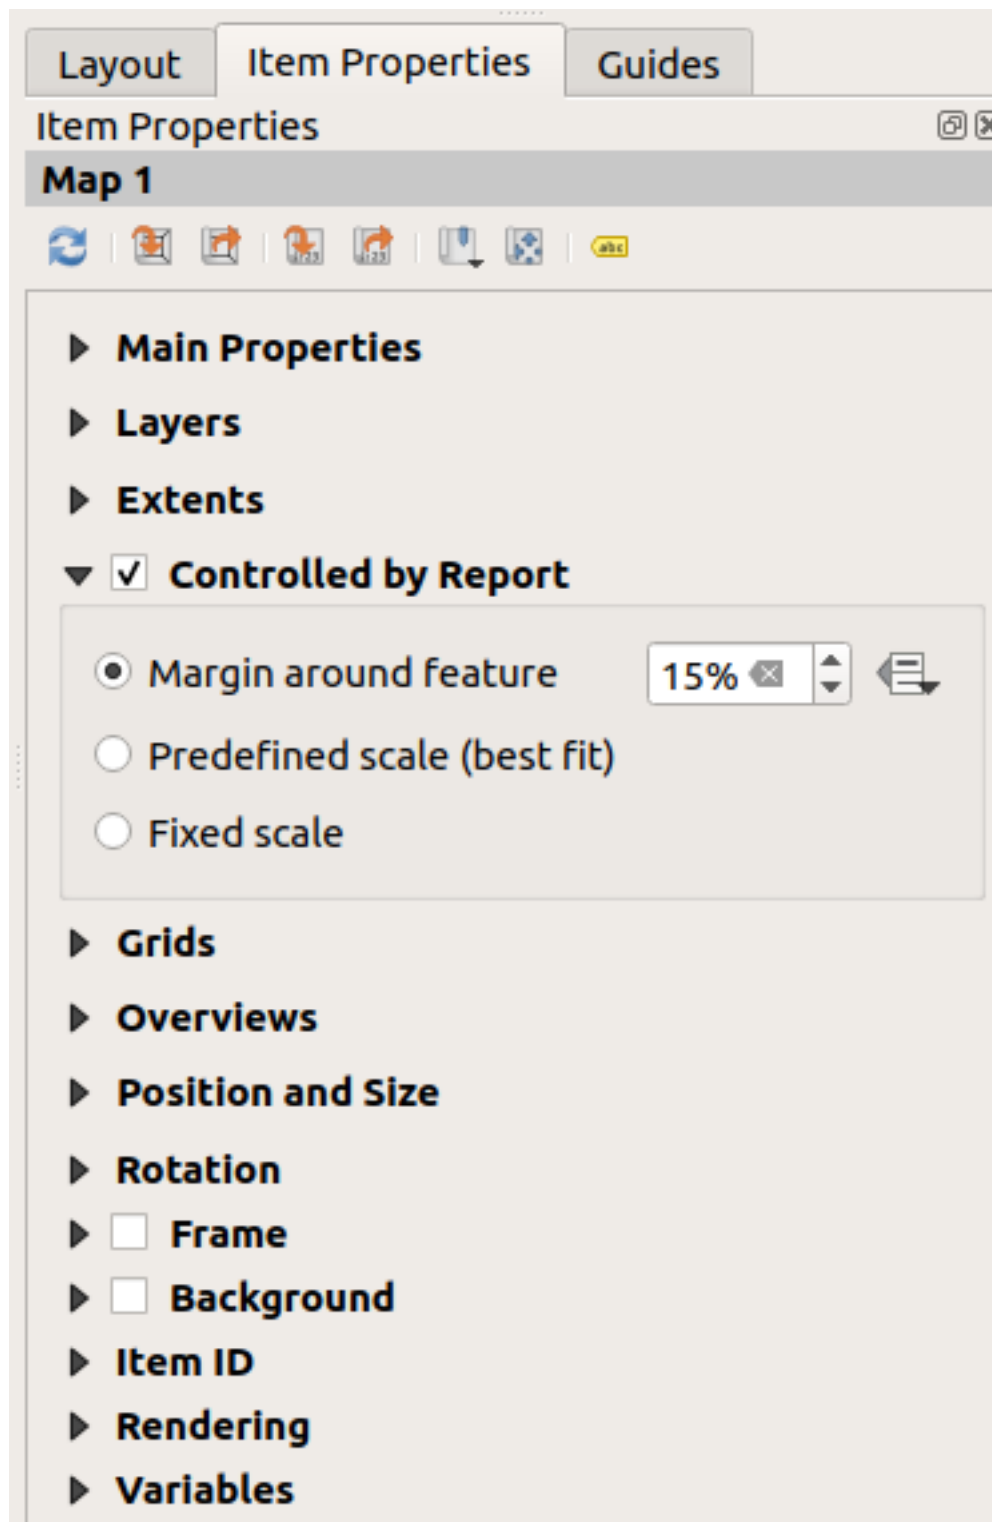 Layout Item Properties Guides
Item Properties
Map 1
abc
Main Properties
Layers
Extents
Controlled by Report
Margin around feature 15%
Predefined scale (best fit)
Fixed scale
Grids
Overviews
Position and Size
Rotation
Frame
Background
Item ID
Rendering
Variables